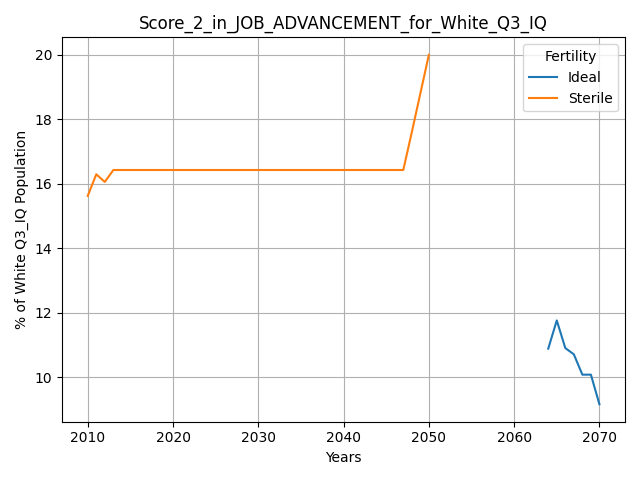 Score_2_in_JOB_ADVANCEMENT_for_White_Q3_IQ
Fertility
Ideal
Sterile
% of White Q3_IQ Population
20
18
16
14
12
10
2010 2020 2030 2040 2050 2060 2070
Years